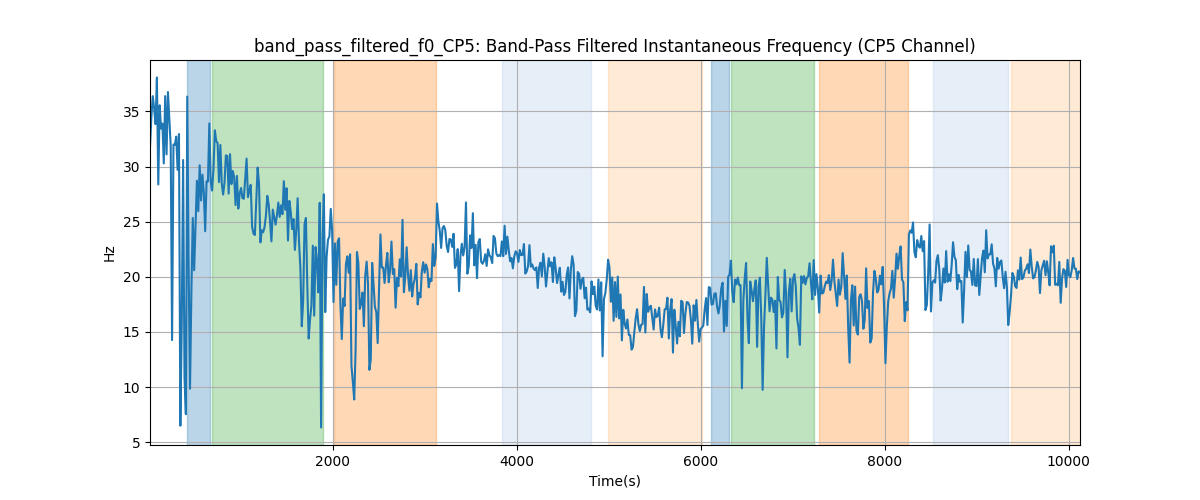 band_pass_filtered_f0_CP5: Band-Pass Filtered Instantaneous Frequency (CP5 Channel)
35
30
25
20
15
10
5
Hz
2000 4000 6000 8000 10000
Time(s)